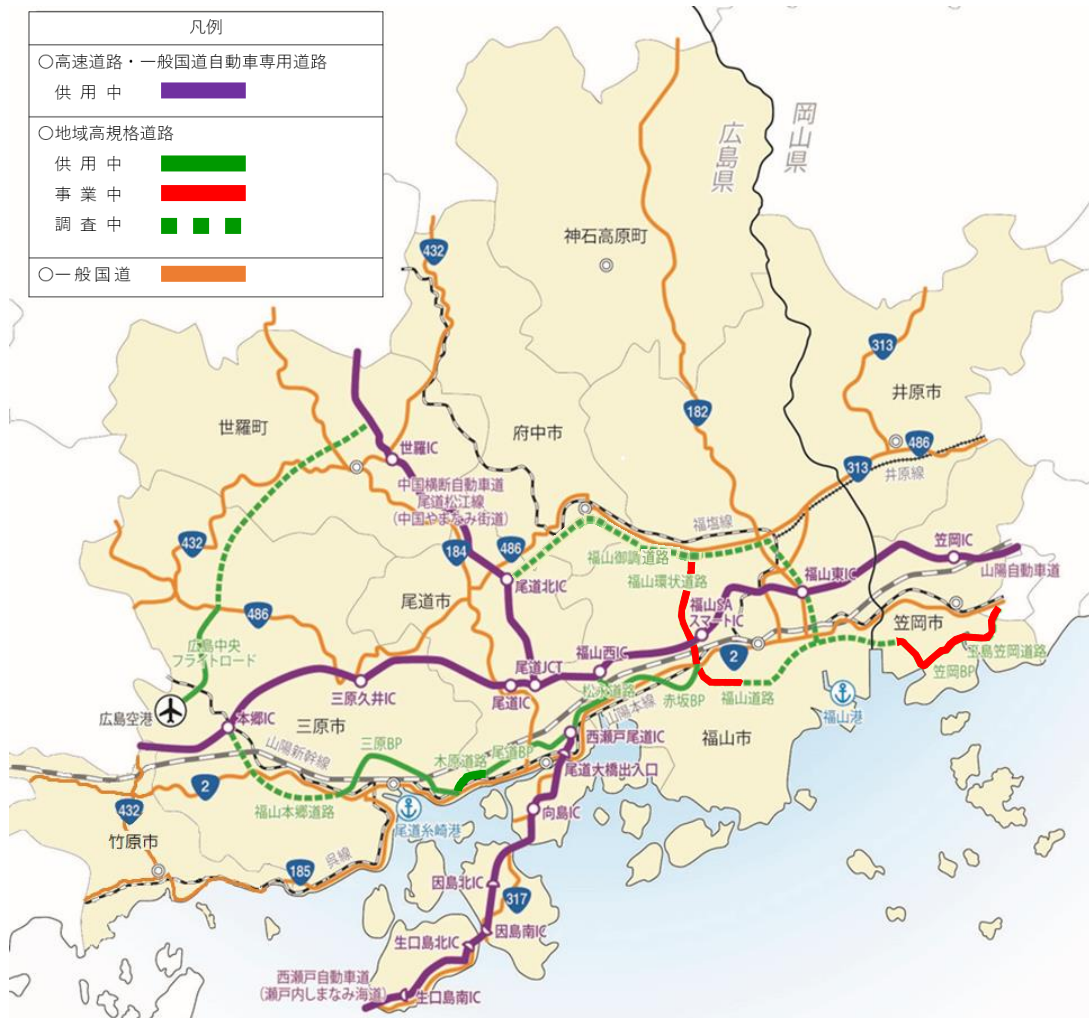 凡例
○高速道路・一般国道自動車専用道路
供用中
○地域高規格道路
供用中
事業中
調査中
○一般国道
岡山県
広島県
432
神石高原町
313
井原市
182
486
世羅町
府中市
世羅IC
313
井原線
中国横断自動車道
尾道松江線
(中国やまなみ街道)
福塩線
432
184
486
福山御調道路
笠岡IC
山陽自動車道
福山環状道路
福山東IC
尾道北IC
尾道市
486
福山SA
スマートIC
笠岡市
広島中央
フライトロード
福山西IC
2
笠岡BP
尾道JCT
三原久井IC
尾道IC
松永道路
赤坂BP
福山道路
広島空港
本郷IC
三原市
山陽本線
福山港
福山市
西瀬戸尾道IC
三原BP
木原道路
尾道BP
山陽新幹線
尾道大橋出入口
2
福山本郷道路
尾道糸崎港
向島IC
432
竹原市
呉線
185
因島北IC
317
因島南IC
生口島北IC
西瀬戸自動車道
(瀬戸内しまなみ海道)
生口島南IC